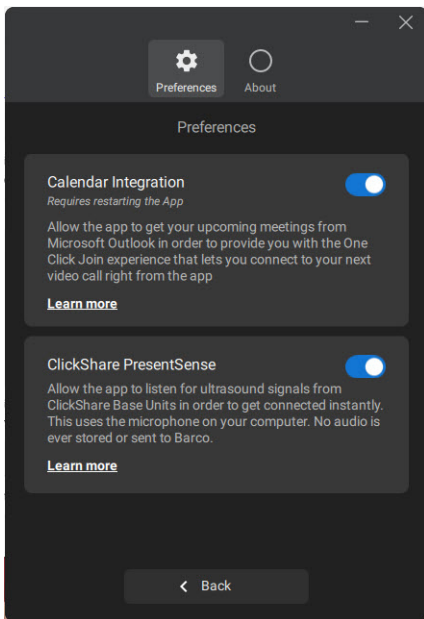 Preferences
About
Preferences
Calendar Integration
Requires restarting the App
Allow the app to get your upcoming meetings from
Microsoft Outlook in order to provide you with the One
Click Join experience that lets you connect to your next
video call right from the app
Learn more
ClickShare PresentSense
Allow the app to listen for ultrasound signals from
ClickShare Base Units in order to get connected instantly.
This uses the microphone on your computer. No audio is
ever stored or sent to Barco.
Learn more
Back